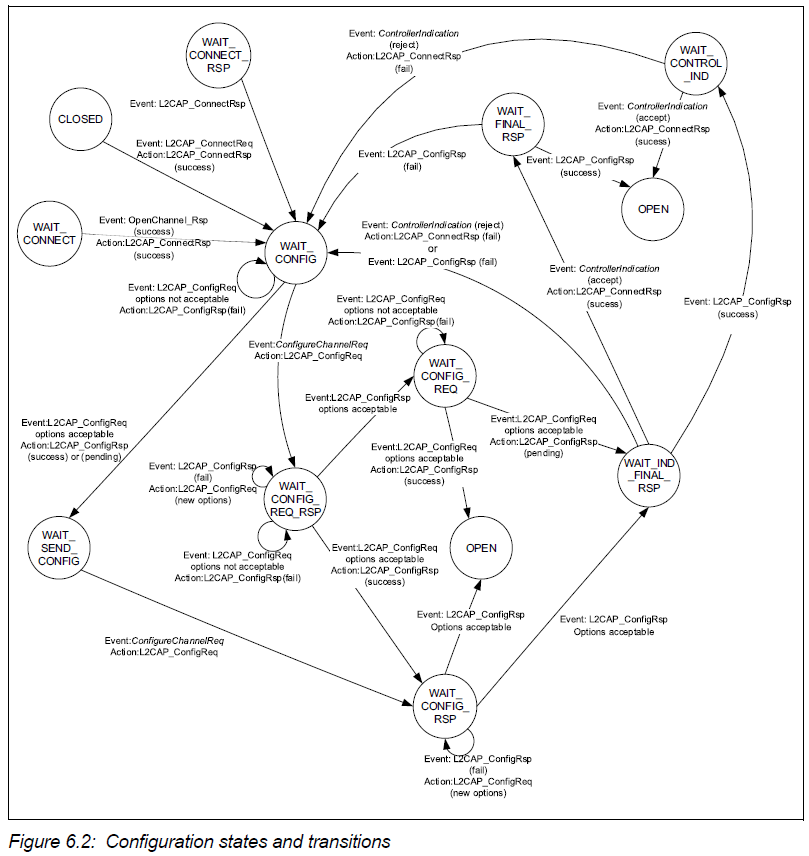 WAIT_
CONNECT_
RSP
Event: ControllerIndication
(reject)
Action:L2CAP_ConnectRsp
(fail)
WAIT_
CONTROL
_IND
Event: L2CAP_ConnectRsp
CLOSED
WAIT_
FINAL_
RSP
Event: ControllerIndication
(accept)
Action:L2CAP_ConnectRsp
(success)
Event: L2CAP_ConnectReq
Action:L2CAP_ConnectRsp
(success)
Event: L2CAP_ConfigRsp
(fail)
Event: L2CAP_ConfigRsp
(success)
OPEN
WAIT_
CONNECT
Event: OpenChannel_Rsp
(success)
Action:L2CAP_ConnectRsp
(success)
WAIT_
CONFIG
Event: ControllerIndication (reject)
Action:L2CAP_ConnectRsp (fail)
or
Event: L2CAP_ConfigRsp (fail)
Event: L2CAP_ConfigReq
options not acceptable
Action:L2CAP_ConfigRsp(fail)
Event: L2CAP_ConfigReq
options not acceptable
Action:L2CAP_ConfigRsp(fail)
Event: ControllerIndication
(accept)
Action:L2CAP_ConnectRsp
(sucess)
Event: L2CAP_ConfigRsp
(success)
Event:ConfigureChannelReq
Action:L2CAP_ConfigReq
WAIT_
CONFIG_
REQ
Event:L2CAP_ConfigRsp
options acceptable
Event:L2CAP_ConfigReq
options acceptable
Action:L2CAP_ConfigRsp
(success) or (pending)
Event:L2CAP_ConfigReq
options acceptable
Action:L2CAP_ConfigRsp
(pending)
Event:L2CAP_ConfigReq
options acceptable
Action:L2CAP_ConfigRsp
(success)
WAIT_IND
_FINAL_
RSP
Event: L2CAP_ConfigRsp
(fail)
Action:L2CAP_ConfigReq
(new options)
WAIT_
CONFIG_
REQ_RSP
WAIT_
SEND_
CONFIG
Event: L2CAP_ConfigReq
options not acceptable
Action:L2CAP_ConfigRsp(fail)
Event:L2CAP_ConfigReq
options acceptable
Action:L2CAP_ConfigRsp
(success)
OPEN
Event: L2CAP_ConfigRsp
Options acceptable
Event: L2CAP_ConfigRsp
Options acceptable
Event:ConfigureChannelReq
Action:L2CAP_ConfigReq
WAIT_
CONFIG_
RSP
Event: L2CAP_ConfigRsp
(fail)
Action:L2CAP_ConfigReq
(new options)
Figure 6.2: Configuration states and transitions